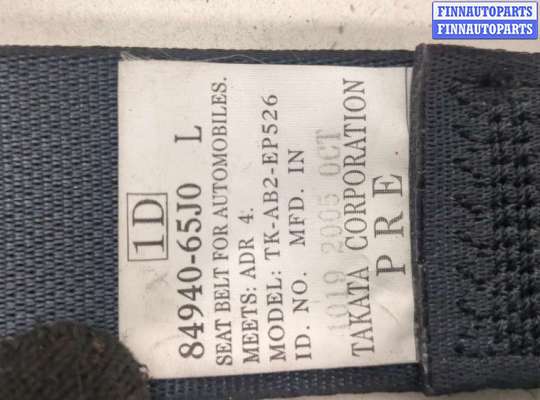 FINNAUTOPARTS
FINNAUTOPARTS
1D
84940-65J0 L
SEAT BELT FOR AUTOMOBILES.
MEETS: ADR 4.
MODEL: TK-AB2-EP526
ID. NO. MFD. IN
1019 2005 OCT
TAKATA CORPORATION
PRE